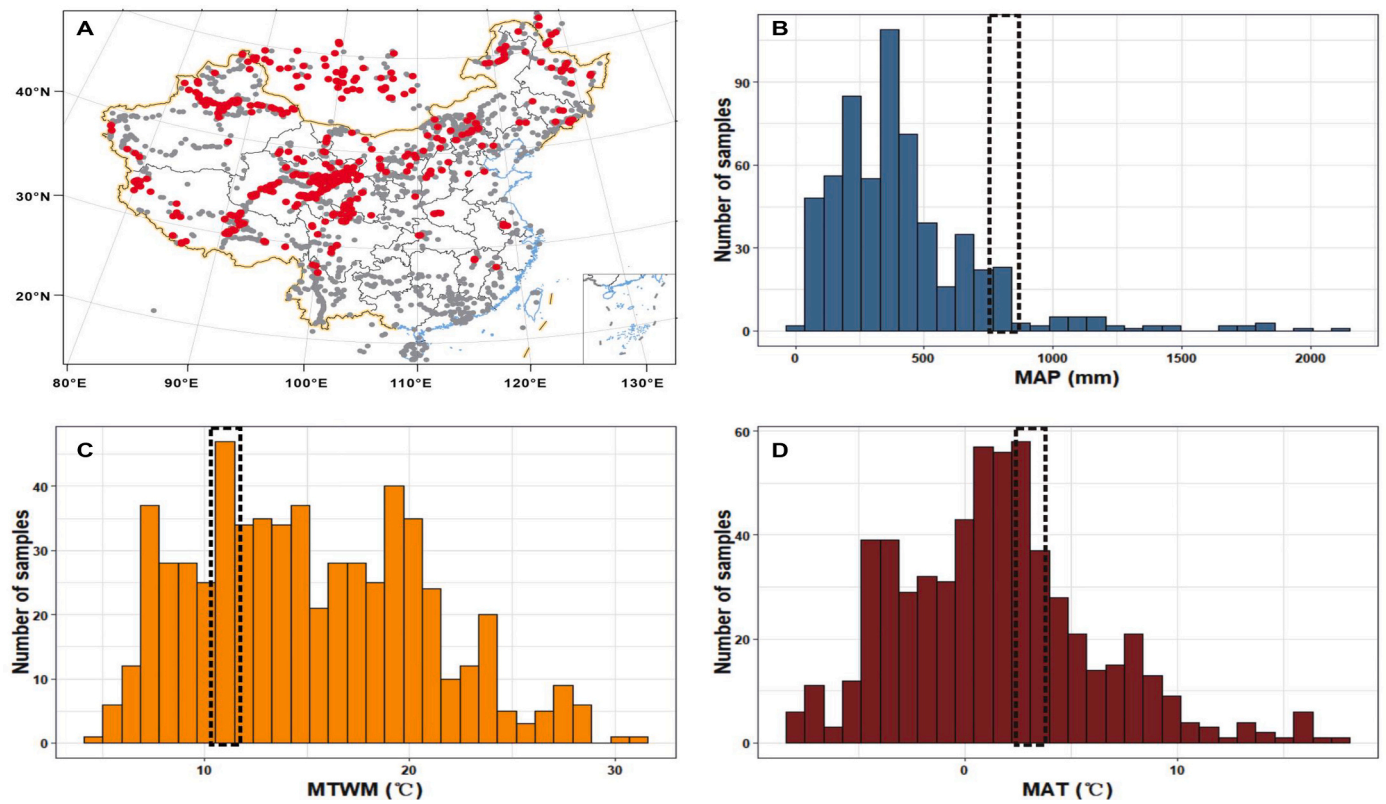 A
40°N
30°N
20°N
80°E 90°E 100°E 110°E 120°E 130°E
B
Number of samples
90
60
30
0
0 500 1000 1500 2000
MAP (mm)
C
Number of samples
40
30
20
10
0
10 20 30
MTWM (℃)
D
Number of samples
60
40
20
0
0 10
MAT (℃)